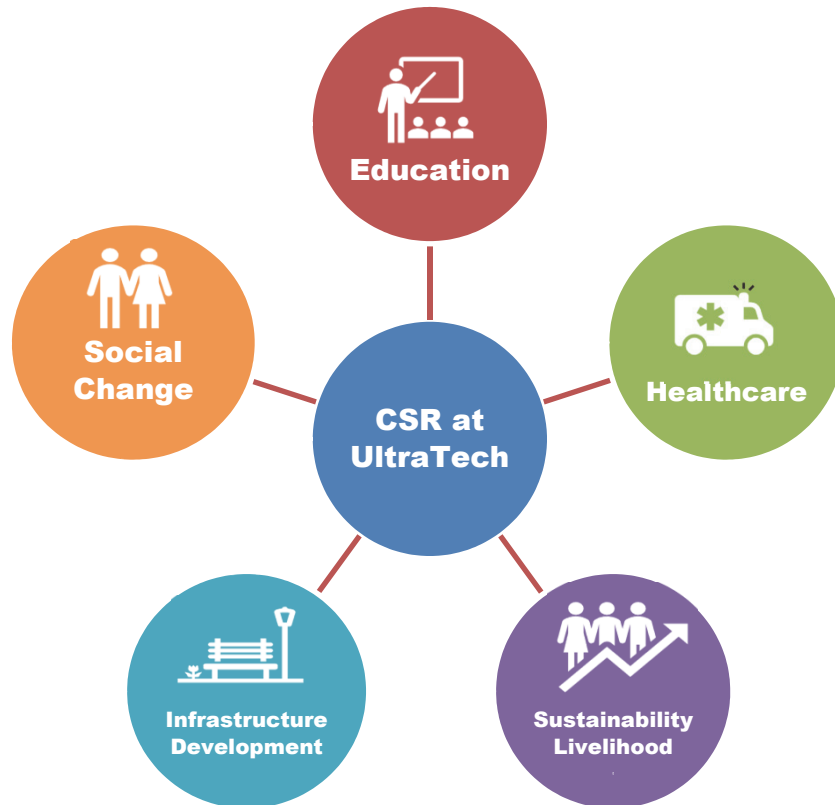 Education
Social
Change
Healthcare
CSR at
UltraTech
Infrastructure
Development
Sustainability
Livelihood